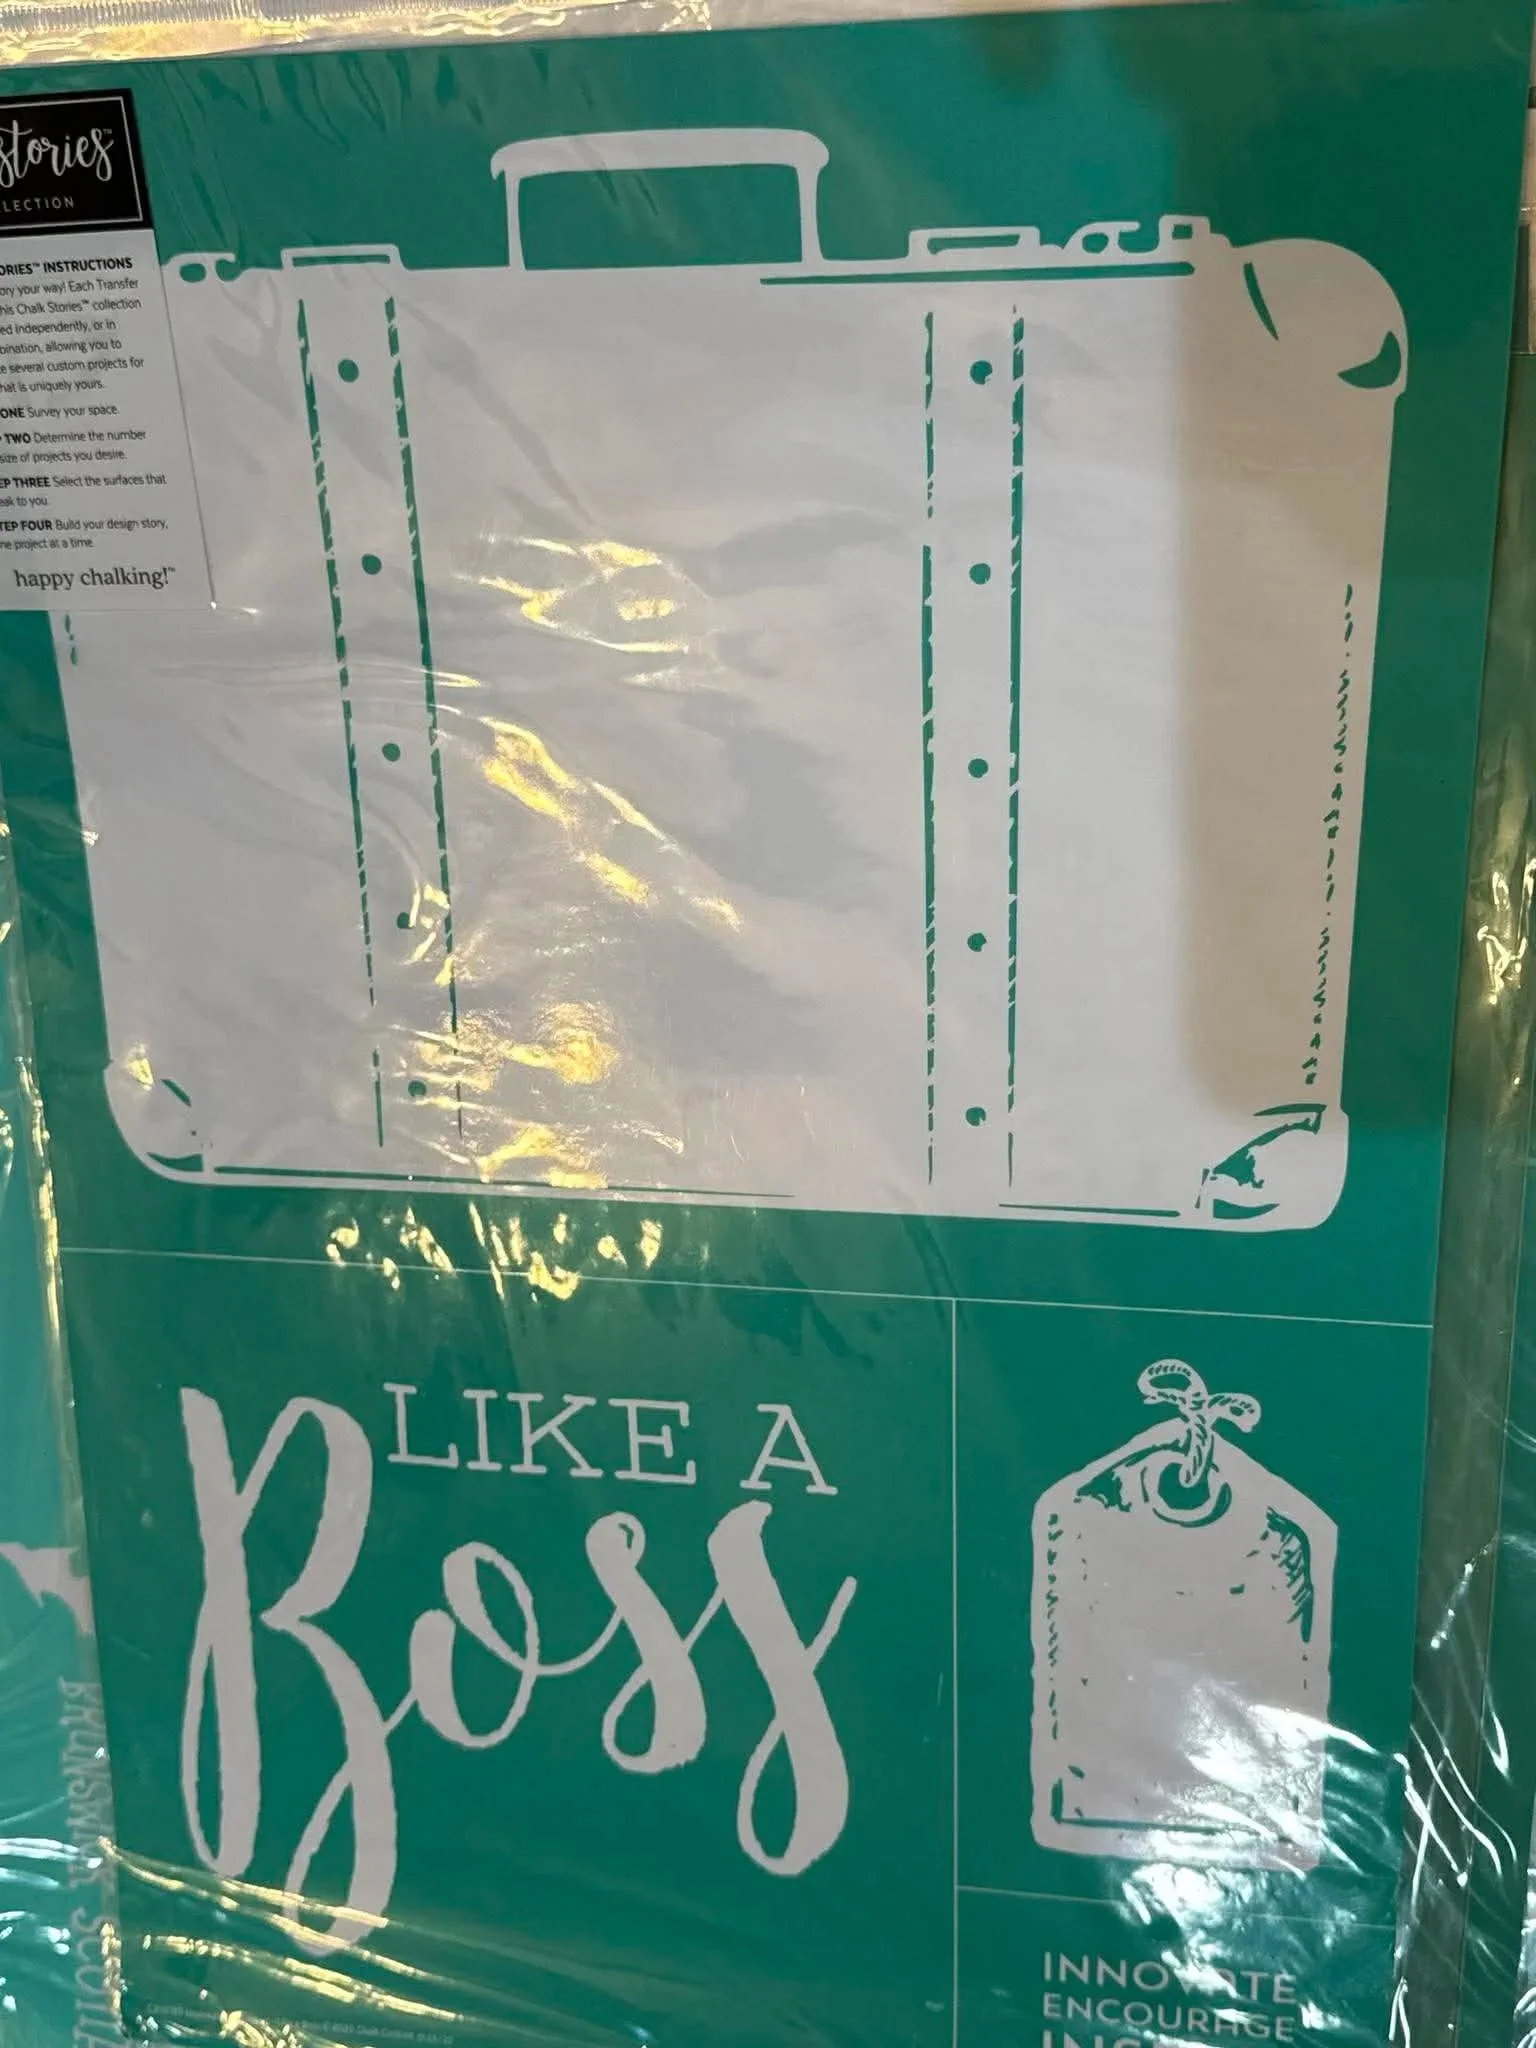 stories™
LECTION
ORIES™ INSTRUCTIONS
ory your way! Each Transfer
his Chalk Stories™ collection
ed independently, or in
bination, allowing you to
e several custom projects for
hat is uniquely yours.
ONE Survey your space.
TWO Determine the number
size of projects you desire.
EP THREE Select the surfaces that
eak to you.
TEP FOUR Build your design story,
ne project at a time.
happy chalking!™
LIKE A
Boss
INNOVATE
ENCOURAGE